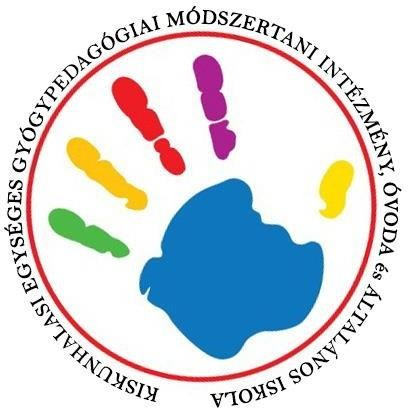 KISKUNHALASI EGYSÉGES GYÓGYPEDAGÓGIAI MÓDSZERTANI INTÉZMÉNY, ÓVODA és ÁLTALÁNOS ISKOLA